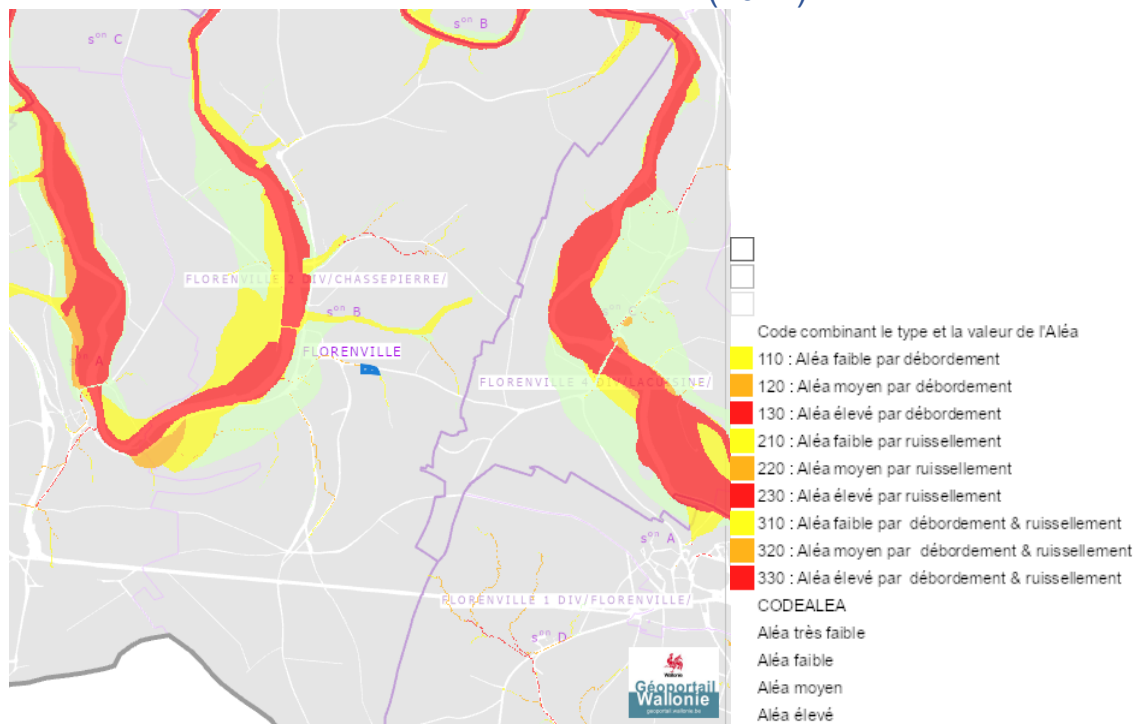 sᵒⁿ C
sᵒⁿ B
FLORENVILLE 2 DIV/CHASSEPIERRE/
sᵒⁿ B
FLORENVILLE
FLORENVILLE 4 DIV/LACUISINE/
sᵒⁿ A
FLORENVILLE 1 DIV/FLORENVILLE/
sᵒⁿ D
Wallonie
Géoportail
Wallonie
geoportail.wallonie.be
Code combinant le type et la valeur de l'Aléa
110 : Aléa faible par débordement
120 : Aléa moyen par débordement
130 : Aléa élevé par débordement
210 : Aléa faible par ruissellement
220 : Aléa moyen par ruissellement
230 : Aléa élevé par ruissellement
310 : Aléa faible par débordement & ruissellement
320 : Aléa moyen par débordement & ruissellement
330 : Aléa élevé par débordement & ruissellement
CODEALEA
Aléa très faible
Aléa faible
Aléa moyen
Aléa élevé